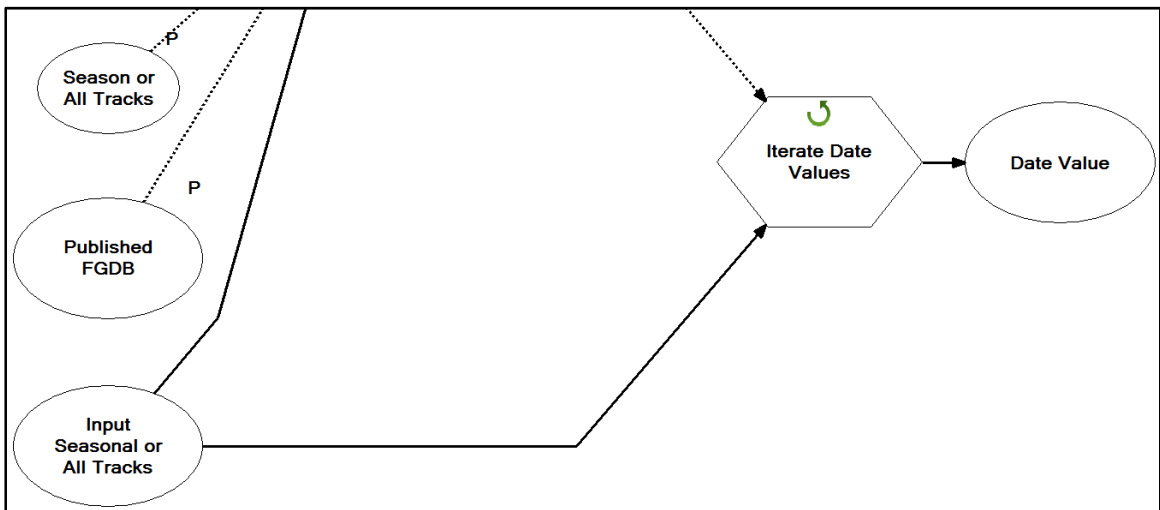 P
Season or
All Tracks
Iterate Date
Values
Date Value
P
Published
FGDB
Input
Seasonal or
All Tracks